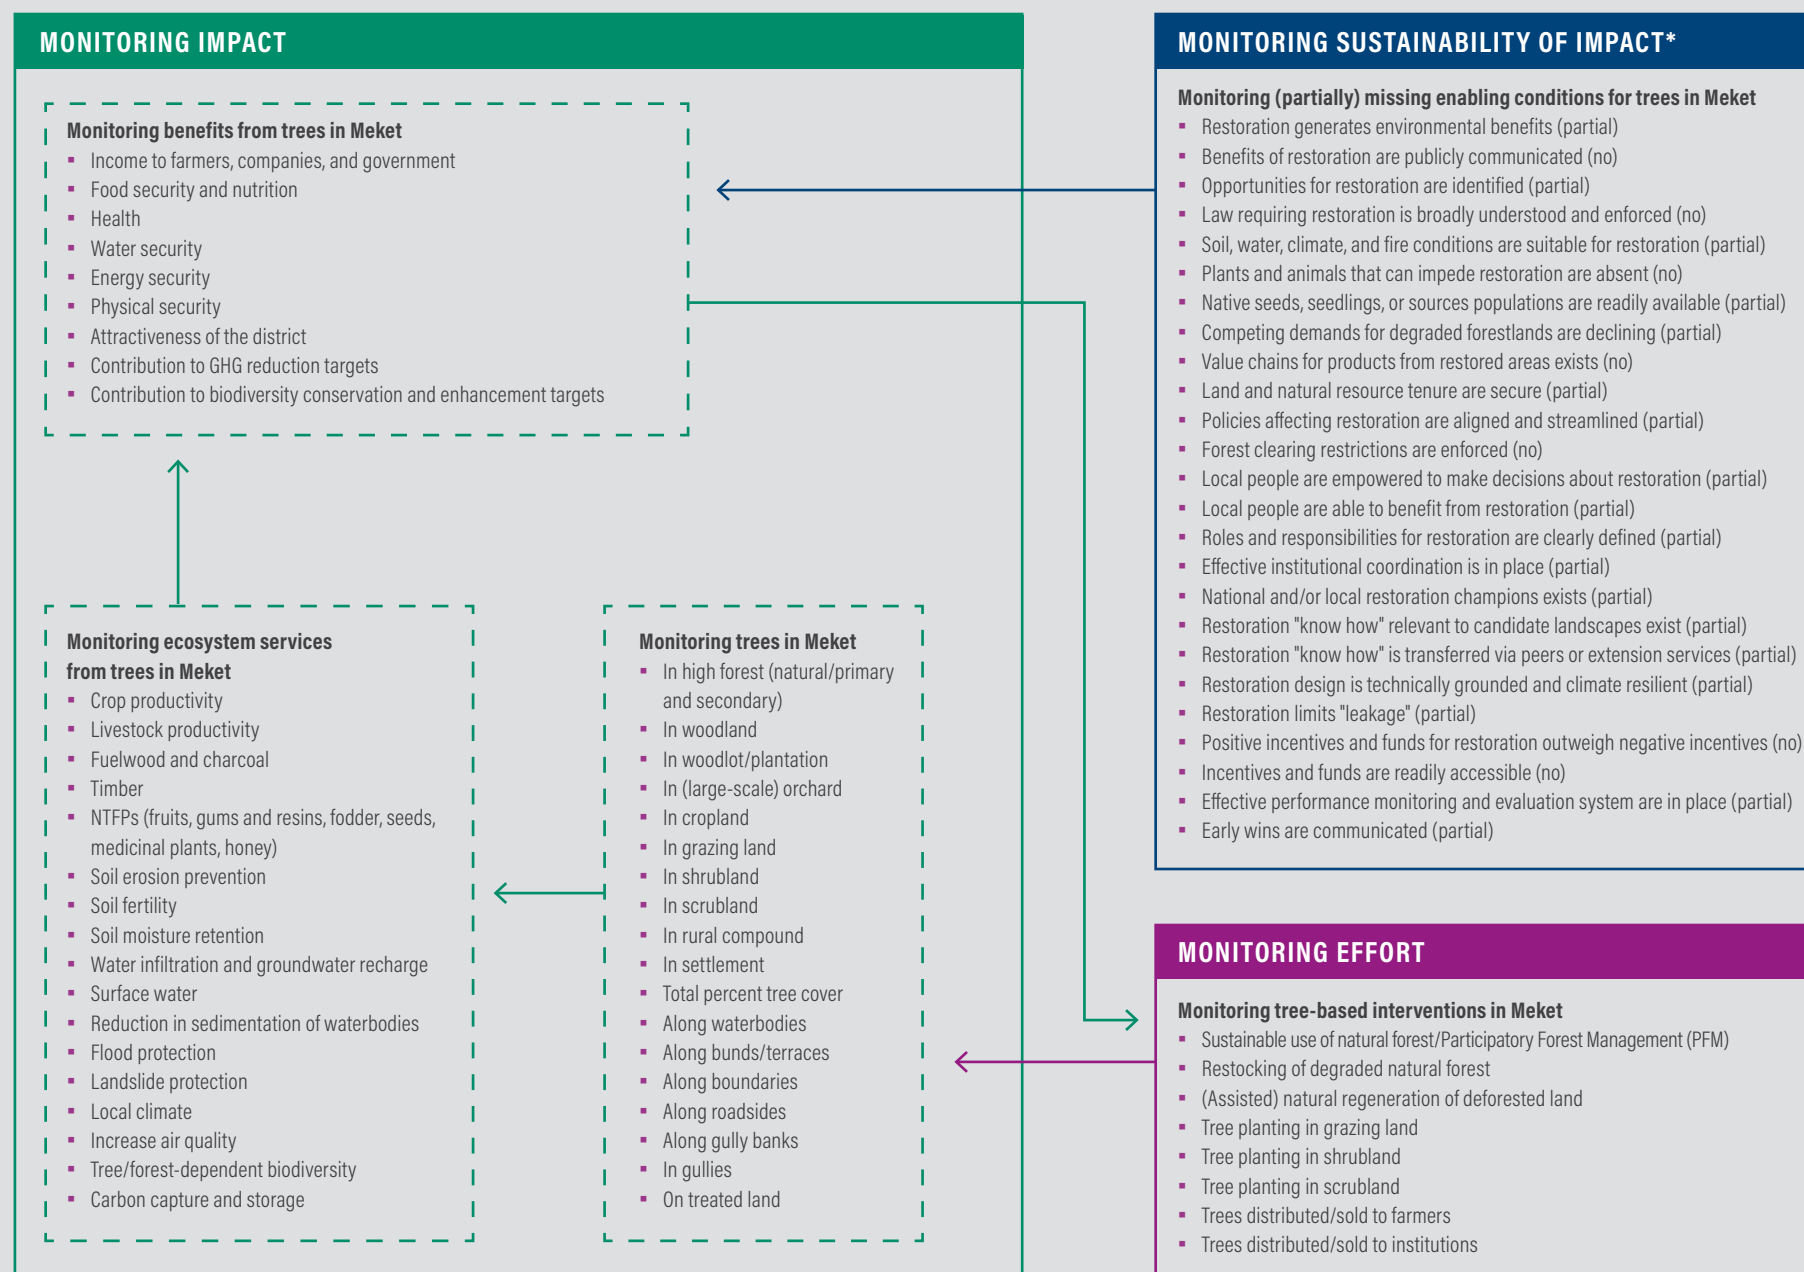 MONITORING IMPACT
Monitoring benefits from trees in Meket
▪ Income to farmers, companies, and government
▪ Food security and nutrition
▪ Health
▪ Water security
▪ Energy security
▪ Physical security
▪ Attractiveness of the district
▪ Contribution to GHG reduction targets
▪ Contribution to biodiversity conservation and enhancement targets
Monitoring ecosystem services
from trees in Meket
▪ Crop productivity
▪ Livestock productivity
▪ Fuelwood and charcoal
▪ Timber
▪ NTFPs (fruits, gums and resins, fodder, seeds,
medicinal plants, honey)
▪ Soil erosion prevention
▪ Soil fertility
▪ Soil moisture retention
▪ Water infiltration and groundwater recharge
▪ Surface water
▪ Reduction in sedimentation of waterbodies
▪ Flood protection
▪ Landslide protection
▪ Local climate
▪ Increase air quality
▪ Tree/forest-dependent biodiversity
▪ Carbon capture and storage
Monitoring trees in Meket
▪ In high forest (natural/primary
and secondary)
▪ In woodland
▪ In woodlot/plantation
▪ In (large-scale) orchard
▪ In cropland
▪ In grazing land
▪ In shrubland
▪ In scrubland
▪ In rural compound
▪ In settlement
▪ Total percent tree cover
▪ Along waterbodies
▪ Along bunds/terraces
▪ Along boundaries
▪ Along roadsides
▪ Along gully banks
▪ In gullies
▪ On treated land
MONITORING SUSTAINABILITY OF IMPACT*
Monitoring (partially) missing enabling conditions for trees in Meket
▪ Restoration generates environmental benefits (partial)
▪ Benefits of restoration are publicly communicated (no)
▪ Opportunities for restoration are identified (partial)
▪ Law requiring restoration is broadly understood and enforced (no)
▪ Soil, water, climate, and fire conditions are suitable for restoration (partial)
▪ Plants and animals that can impede restoration are absent (no)
▪ Native seeds, seedlings, or sources populations are readily available (partial)
▪ Competing demands for degraded forestlands are declining (partial)
▪ Value chains for products from restored areas exists (no)
▪ Land and natural resource tenure are secure (partial)
▪ Policies affecting restoration are aligned and streamlined (partial)
▪ Forest clearing restrictions are enforced (no)
▪ Local people are empowered to make decisions about restoration (partial)
▪ Local people are able to benefit from restoration (partial)
▪ Roles and responsibilities for restoration are clearly defined (partial)
▪ Effective institutional coordination is in place (partial)
▪ National and/or local restoration champions exists (partial)
▪ Restoration "know how" relevant to candidate landscapes exist (partial)
▪ Restoration "know how" is transferred via peers or extension services (partial)
▪ Restoration design is technically grounded and climate resilient (partial)
▪ Restoration limits "leakage" (partial)
▪ Positive incentives and funds for restoration outweigh negative incentives (no)
▪ Incentives and funds are readily accessible (no)
▪ Effective performance monitoring and evaluation system are in place (partial)
▪ Early wins are communicated (partial)
MONITORING EFFORT
Monitoring tree-based interventions in Meket
▪ Sustainable use of natural forest/Participatory Forest Management (PFM)
▪ Restocking of degraded natural forest
▪ (Assisted) natural regeneration of deforested land
▪ Tree planting in grazing land
▪ Tree planting in shrubland
▪ Tree planting in scrubland
▪ Trees distributed/sold to farmers
▪ Trees distributed/sold to institutions